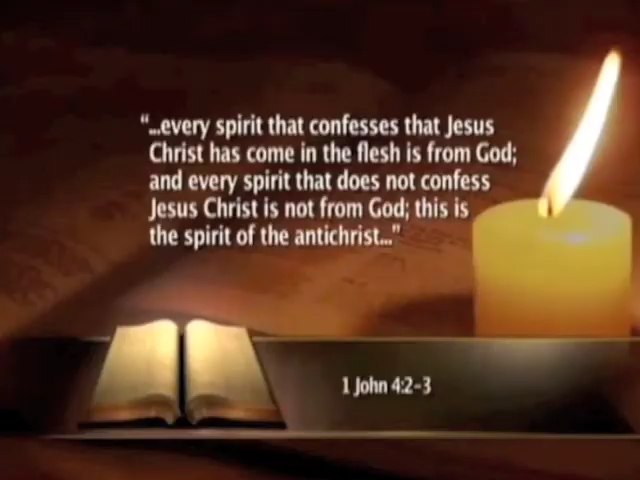 “...every spirit that confesses that Jesus
Christ has come in the flesh is from God;
and every spirit that does not confess
Jesus Christ is not from God; this is
the spirit of the antichrist...”
1 John 4:2-3